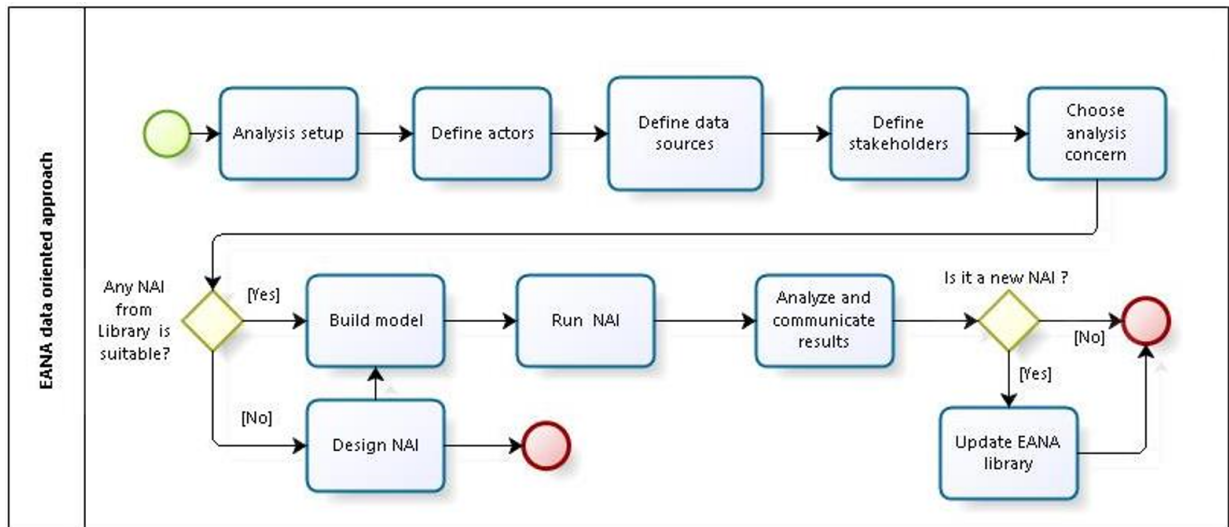 EANA data oriented approach
Analysis setup
Define actors
Define data
sources
Define
stakeholders
Choose
analysis
concern
Any NAI
from
Library is
suitable?
[Yes]
Build model
Run NAI
Analyze and
communicate
results
Is it a new NAI ?
[No]
[Yes]
[No]
Design NAI
Update EANA
library